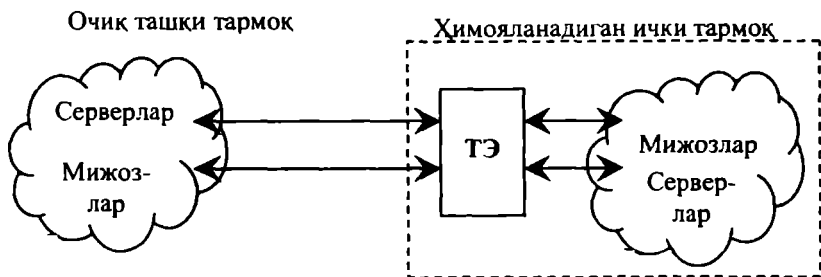 Очиқ ташқи тармоқ
Ҳимояланадиган ички тармоқ
Серверлар
Мижоз-
лар
ТЭ
Мижозлар
Сервер-
лар